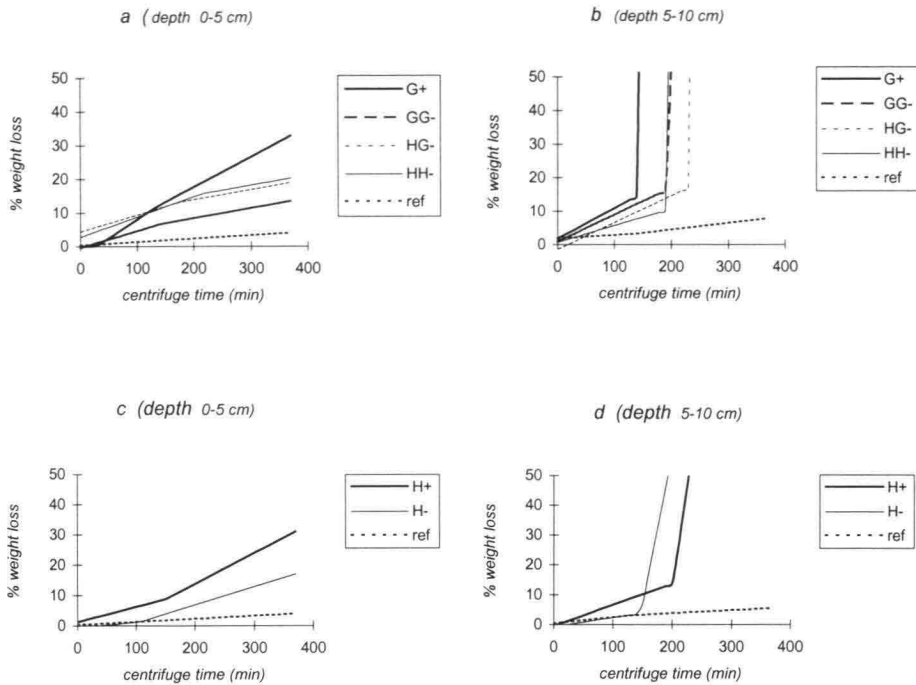 a ( depth 0-5 cm)
50
40
30
20
10
0
% weight loss
0 100 200 300 400
centrifuge time (min)
G+
GG-
HG-
HH-
ref
b (depth 5-10 cm)
50
40
30
20
10
0
% weight loss
0 100 200 300 400
centrifuge time (min)
G+
GG-
HG-
HH-
ref
c (depth 0-5 cm)
50
40
30
20
10
0
% weight loss
0 100 200 300 400
centrifuge time (min)
H+
H-
ref
d (depth 5-10 cm)
50
40
30
20
10
0
% weight loss
0 100 200 300 400
centrifuge time (min)
H+
H-
ref